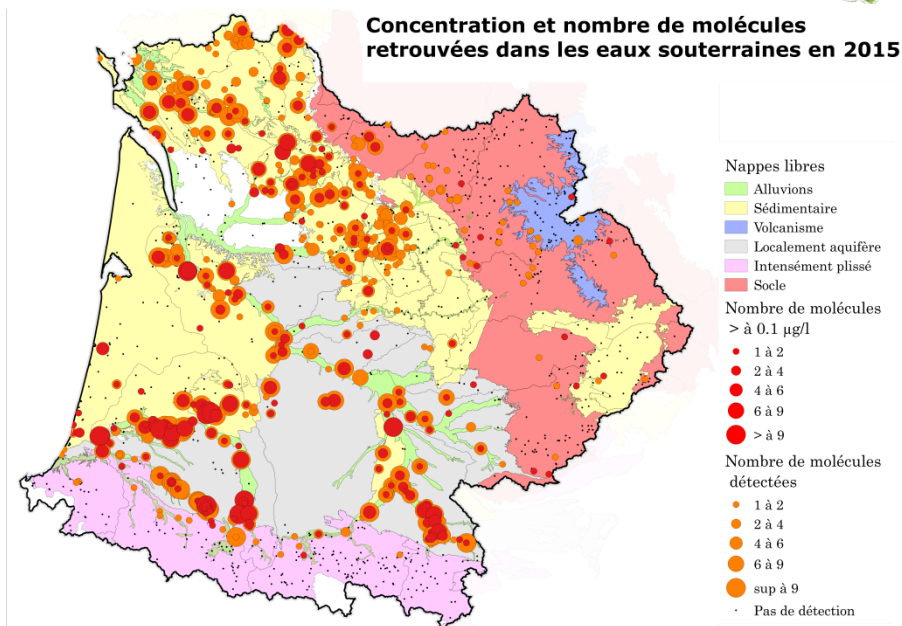 Concentration et nombre de molécules
retrouvées dans les eaux souterraines en 2015
Nappes libres
Alluvions
Sédimentaire
Volcanisme
Localement aquifère
Intensément plissé
Socle
Nombre de molécules
> à 0.1 µg/l
1 à 2
2 à 4
4 à 6
6 à 9
> à 9
Nombre de molécules
détectées
1 à 2
2 à 4
4 à 6
6 à 9
sup à 9
Pas de détection